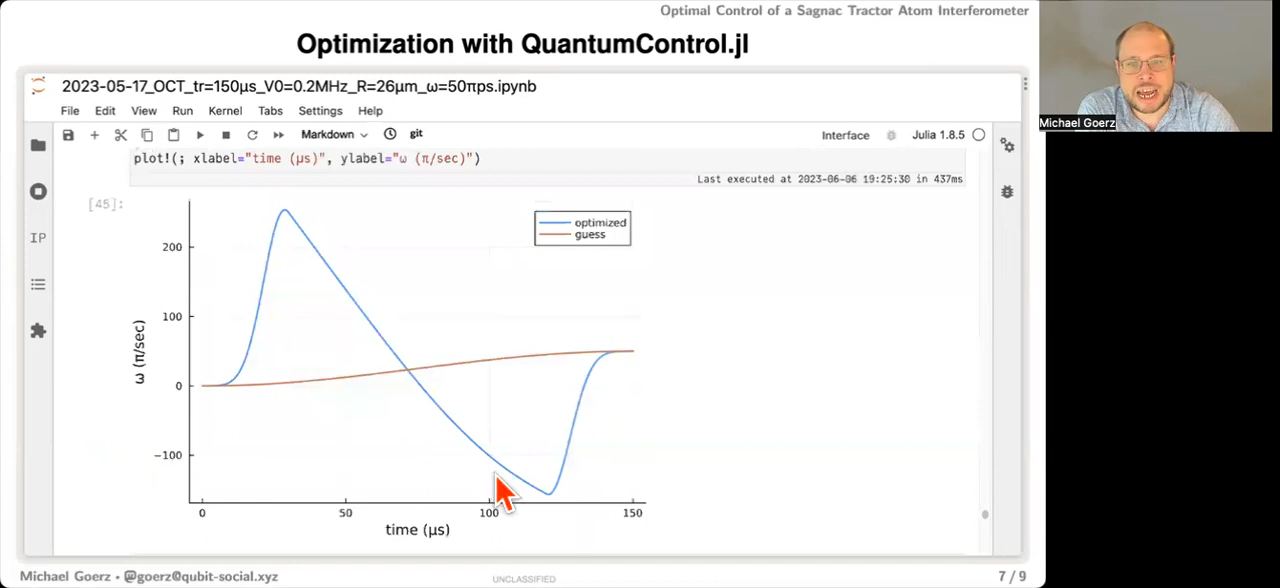 Optimal Control of a Sagnac Tractor Atom Interferometer
Optimization with QuantumControl.jl
2023-05-17_OCT_tr=150μs_V0=0.2MHz_R=26μm_ω=50πps.ipynb
File Edit View Run Kernel Tabs Settings Help
Markdown git Interface Julia 1.8.5
IP
plot!(; xlabel="time (μs)", ylabel="ω (π/sec)")
Last executed at 2023-06-06 19:25:30 in 437ms
[45]:
optimized
guess
200
100
0
-100
ω (π/sec)
0 50 100 150
time (μs)
Michael Goerz
Michael Goerz • @goerz@qubit-social.xyz
UNCLASSIFIED
7 / 9